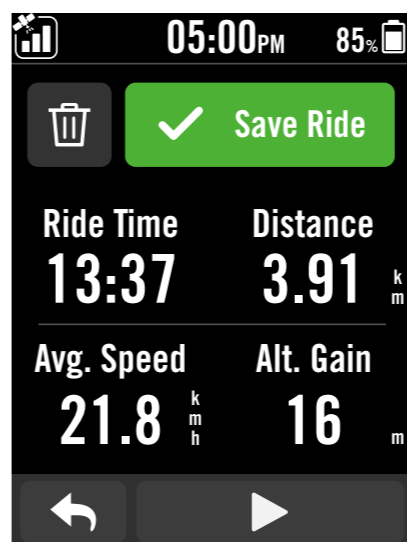 05:00PM 85%
Save Ride
Ride Time Distance
13:37 3.91 km
Avg. Speed Alt. Gain
21.8 kmh 16 m